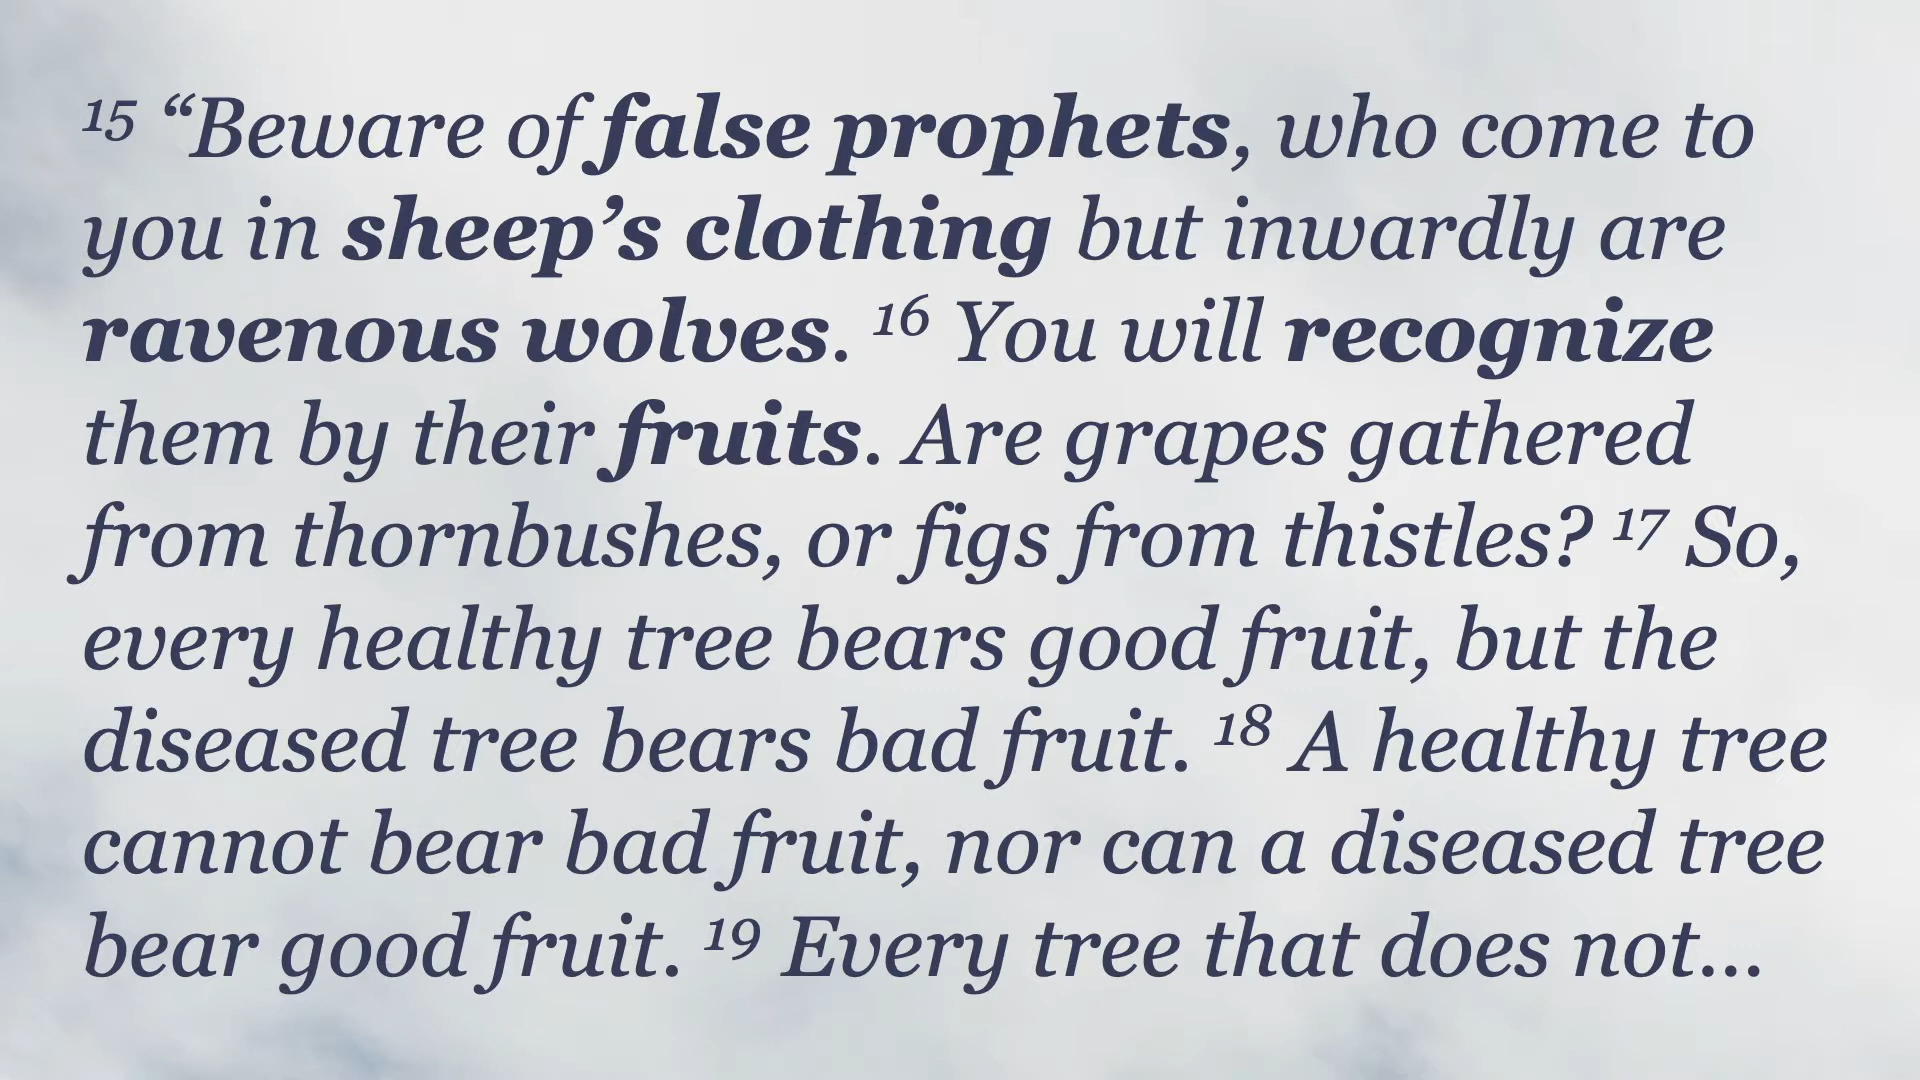 15 “Beware of false prophets, who come to
you in sheep’s clothing but inwardly are
ravenous wolves. 16 You will recognize
them by their fruits. Are grapes gathered
from thornbushes, or figs from thistles? 17 So,
every healthy tree bears good fruit, but the
diseased tree bears bad fruit. 18 A healthy tree
cannot bear bad fruit, nor can a diseased tree
bear good fruit. 19 Every tree that does not...